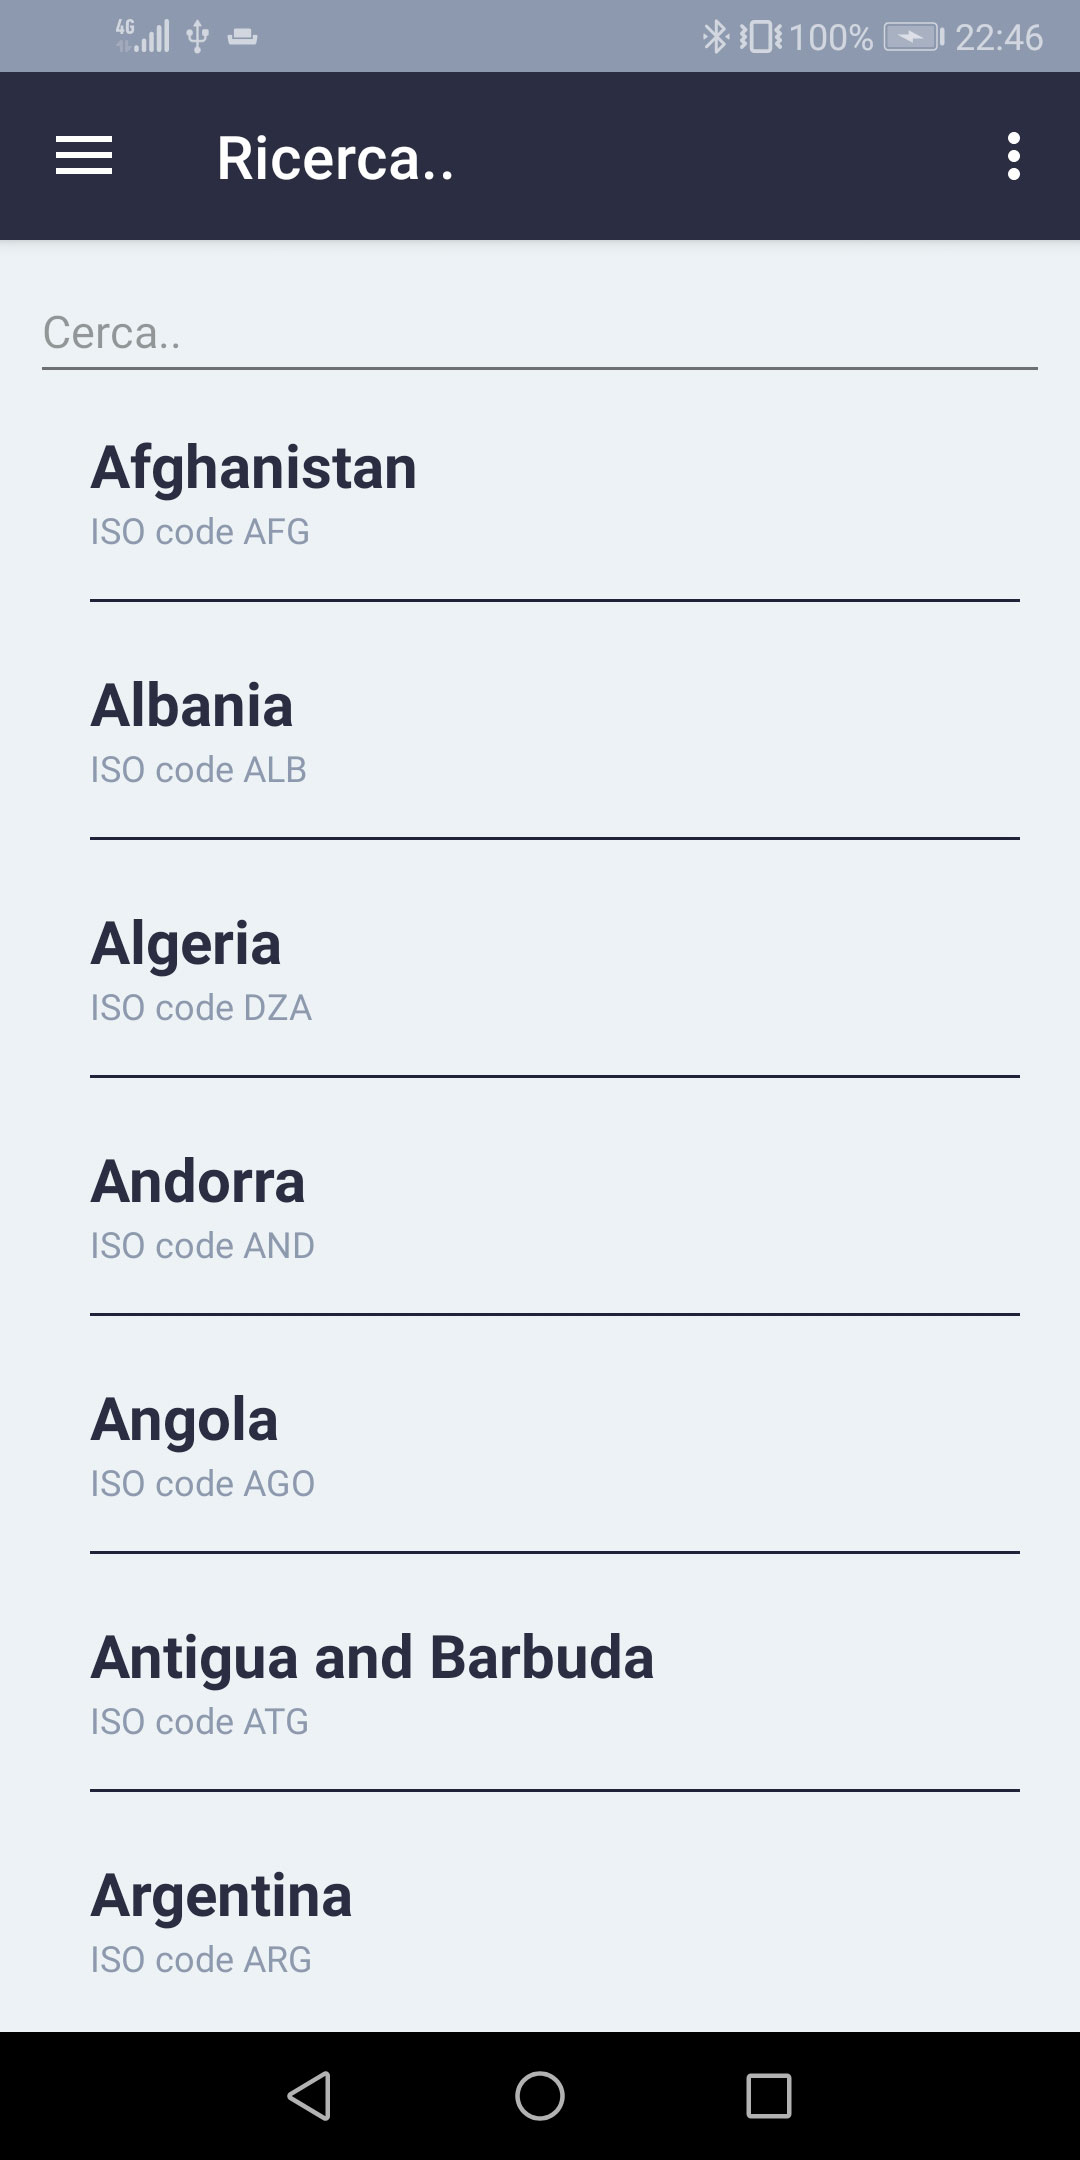 4G 100% 22:46
Ricerca..
Cerca..
Afghanistan
ISO code AFG
Albania
ISO code ALB
Algeria
ISO code DZA
Andorra
ISO code AND
Angola
ISO code AGO
Antigua and Barbuda
ISO code ATG
Argentina
ISO code ARG